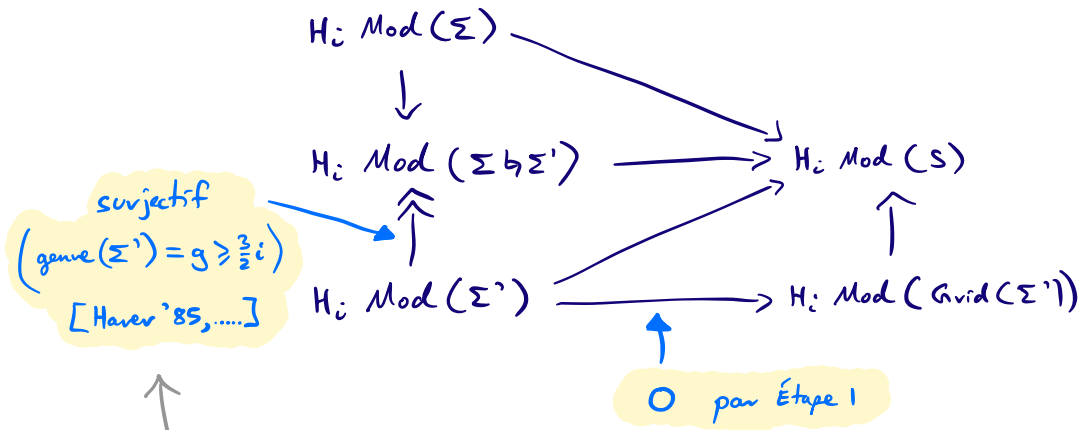 Hi Mod (Σ)
Hi Mod (Σ ♮ Σ')
Hi Mod (S)
surjectif
(genre(Σ') = g ⩾ 3/2 i)
[Harer '85, .....]
Hi Mod (Σ')
Hi Mod (Grid(Σ'))
0 par Étape 1